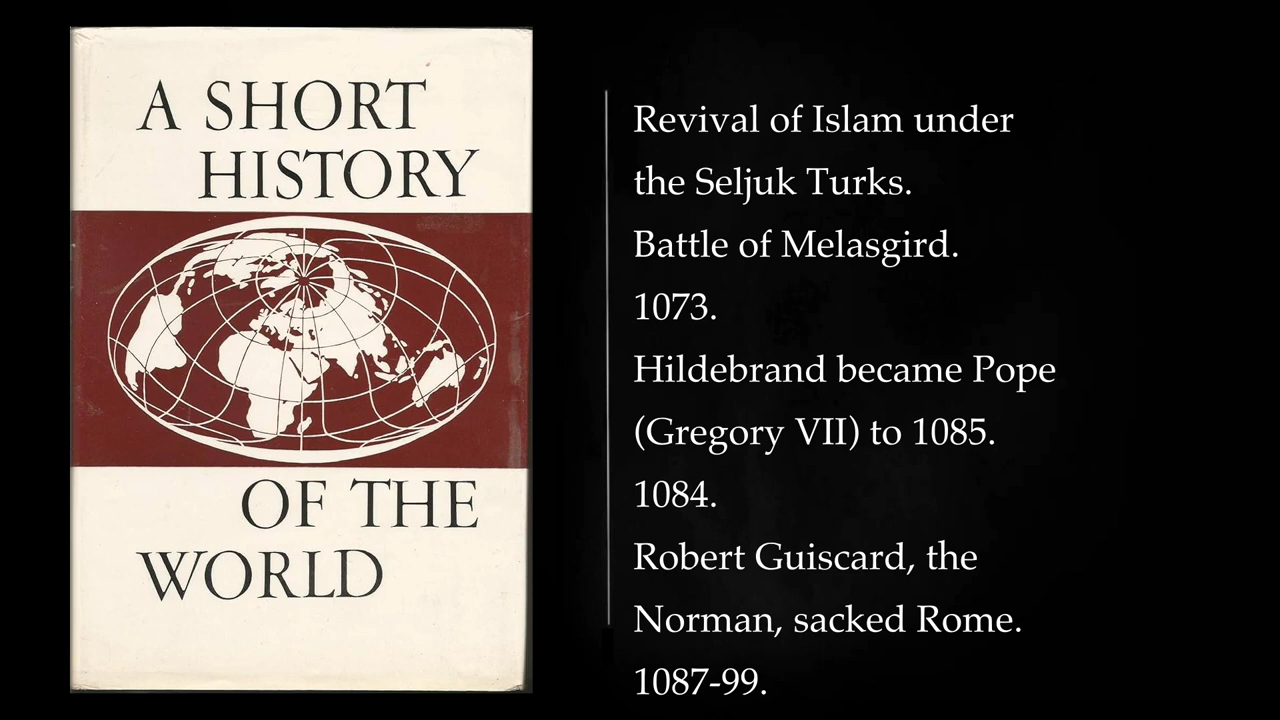 A SHORT
HISTORY
OF THE
WORLD
Revival of Islam under
the Seljuk Turks.
Battle of Melasgird.
1073.
Hildebrand became Pope
(Gregory VII) to 1085.
1084.
Robert Guiscard, the
Norman, sacked Rome.
1087-99.